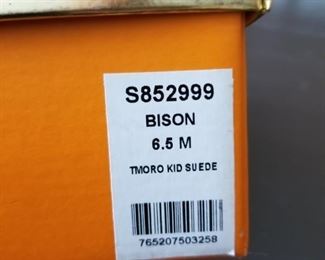 S852999
BISON
6.5 M
TMORO KID SUEDE
765207503258